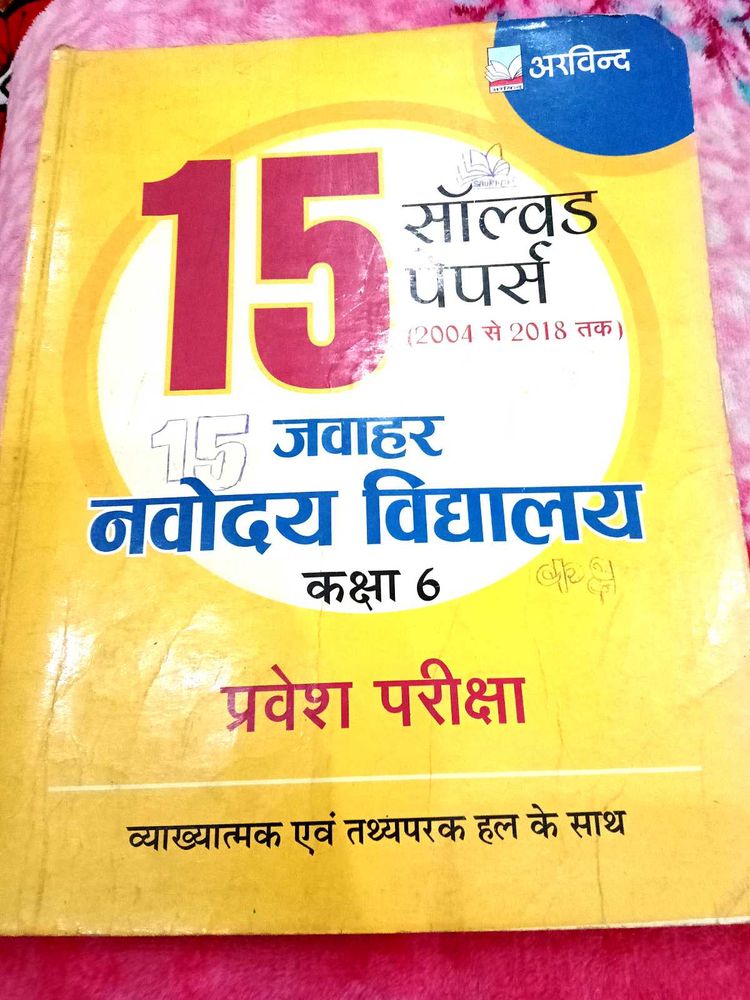 अरविन्द
15
सॉल्वड
पेपर्स
(2004 से 2018 तक)
15
जवाहर
नवोदय विद्यालय
कक्षा 6
प्रवेश परीक्षा
व्याख्यात्मक एवं तथ्यपरक हल के साथ